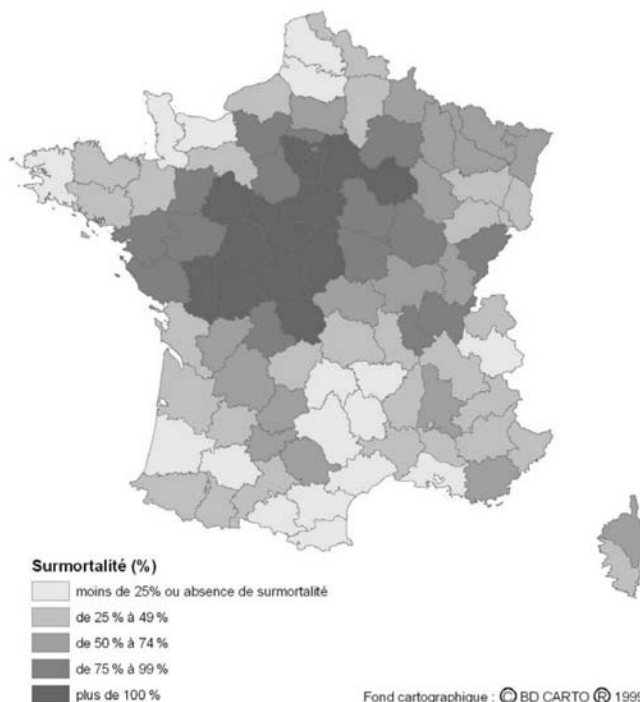 Surmortalité (%)
moins de 25% ou absence de surmortalité
de 25 % à 49 %
de 50 % à 74 %
de 75 % à 99 %
plus de 100 %
Fond cartographique : © BD CARTO ® 1999